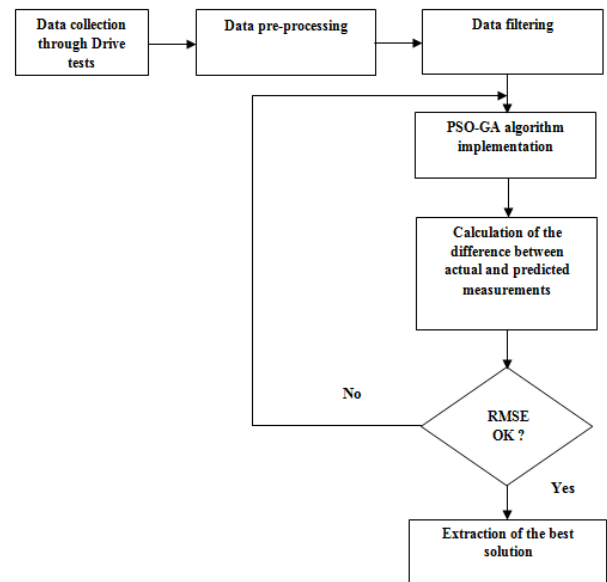 Data collection
through Drive
tests
Data pre-processing
Data filtering
PSO-GA algorithm
implementation
Calculation of the
difference between
actual and predicted
measurements
No
RMSE
OK ?
Yes
Extraction of the best
solution